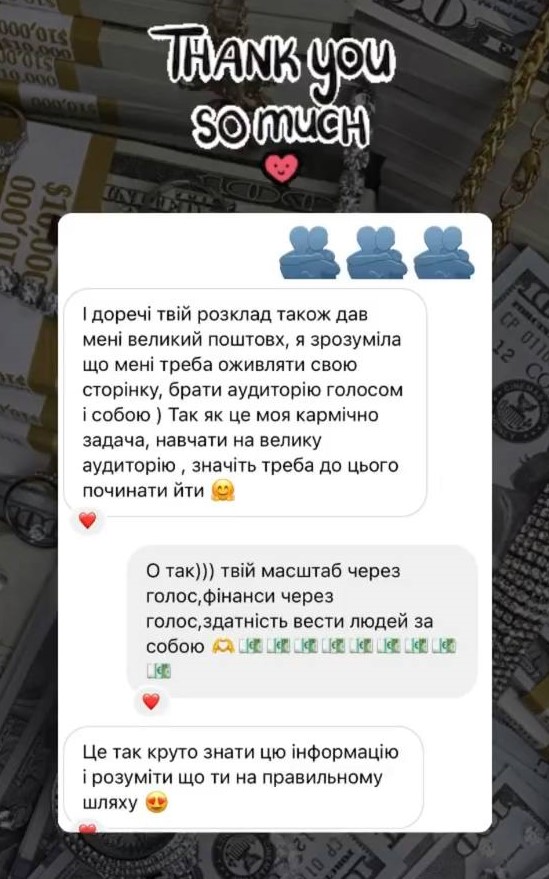 THANK you
SO muCH
І доречі твій розклад також дав
мені великий поштовх, я зрозуміла
що мені треба оживляти свою
сторінку, брати аудиторію голосом
і собою ) Так як це моя кармічно
задача, навчати на велику
аудиторію , значіть треба до цього
починати йти 🤗
О так))) твій масштаб через
голос,фінанси через
голос,здатність вести людей за
собою 🫶💵💵💵💵💵💵💵💵
💵
Це так круто знати цю інформацію
і розуміти що ти на правильному
шляху 😍